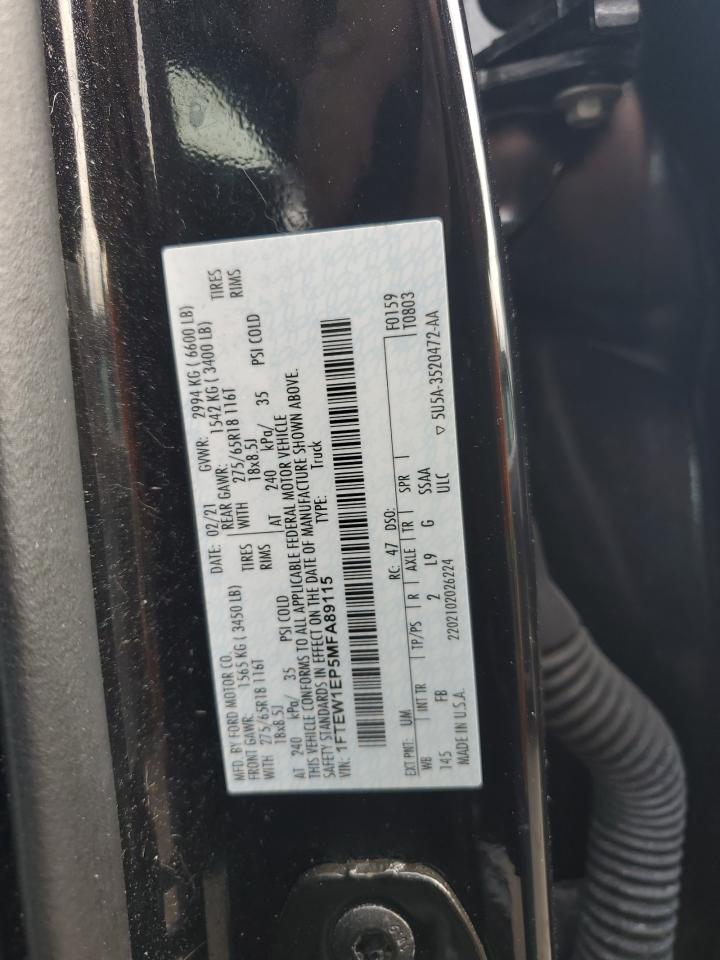 MFD. BY FORD MOTOR CO.
DATE: 02/21 GVWR: 2994 KG ( 6600 LB)
FRONT GAWR: 1565 KG ( 3450 LB) REAR GAWR: 1542 KG ( 3400 LB)
WITH 275/65R18 116T TIRES WITH 275/65R18 116T TIRES
18x8.5J RIMS 18x8.5J RIMS
AT 240 kPa/ 35 PSI COLD AT 240 kPa/ 35 PSI COLD
THIS VEHICLE CONFORMS TO ALL APPLICABLE FEDERAL MOTOR VEHICLE
SAFETY STANDARDS IN EFFECT ON THE DATE OF MANUFACTURE SHOWN ABOVE.
VIN: 1FTEW1EP5MFA89115 TYPE: Truck
F0159
T0803
EXT PNT: UM RC: 47 DSO:
WB INT TR TP/PS R AXLE TR SPR
145 FB 2 L9 G SSAA
MADE IN U.S.A. 2202102026224 ULC ▽ 5U5A-3520472-AA